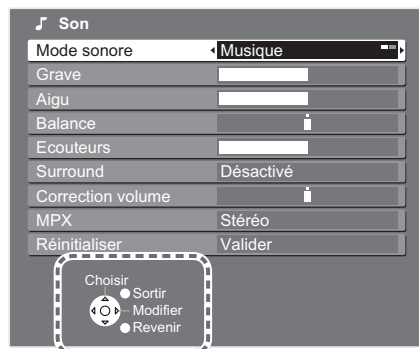 Son
Mode sonore Musique
Grave
Aigu
Balance
Ecouteurs
Surround Désactivé
Correction volume
MPX Stéréo
Réinitialiser Valider
Choisir
Sortir
Modifier
Revenir